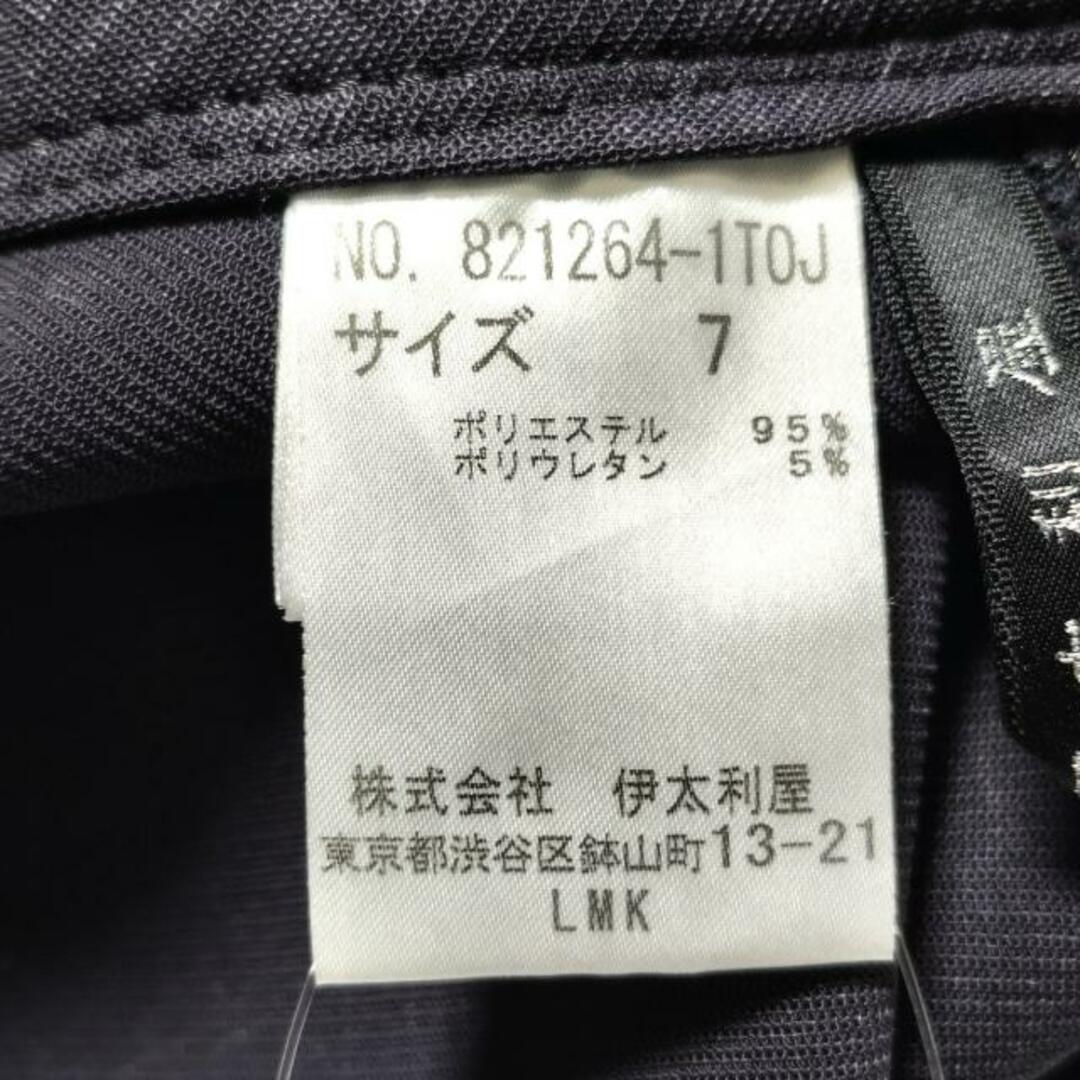 NO. 821264-1T0J
サイズ 7
ポリエステル 95%
ポリウレタン 5%
株式会社 伊太利屋
東京都渋谷区鉢山町13-21
LMK
屋
利